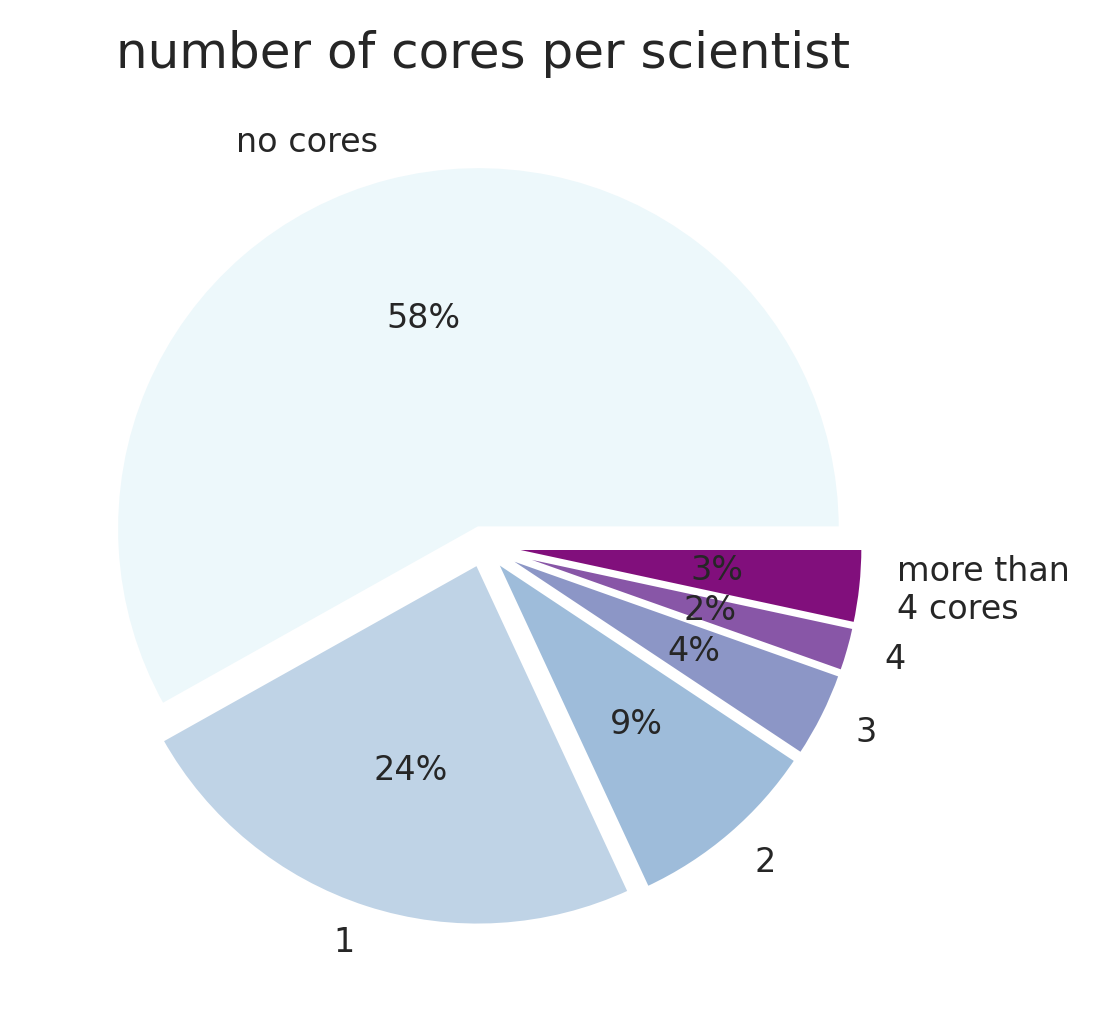 number of cores per scientist
no cores
58%
3%
more than
4 cores
2%
4%
4
3
9%
24%
2
1